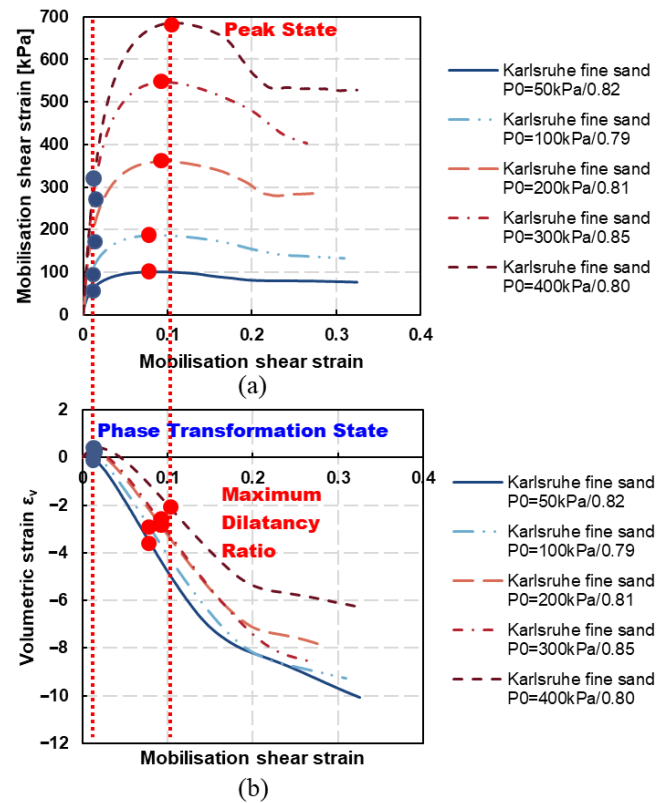 700
600
500
400
300
200
100
0
Mobilisation shear strain [kPa]
Peak State
0 0.1 0.2 0.3 0.4
Mobilisation shear strain
Karlsruhe fine sand
P0=50kPa/0.82
Karlsruhe fine sand
P0=100kPa/0.79
Karlsruhe fine sand
P0=200kPa/0.81
Karlsruhe fine sand
P0=300kPa/0.85
Karlsruhe fine sand
P0=400kPa/0.80
(a)
2
0
−2
−4
−6
−8
−10
−12
Volumetric strain εv
Phase Transformation State
0 0.1 0.2 0.3 0.4
Maximum
Dilatancy
Ratio
Mobilisation shear strain
Karlsruhe fine sand
P0=50kPa/0.82
Karlsruhe fine sand
P0=100kPa/0.79
Karlsruhe fine sand
P0=200kPa/0.81
Karlsruhe fine sand
P0=300kPa/0.85
Karlsruhe fine sand
P0=400kPa/0.80
(b)